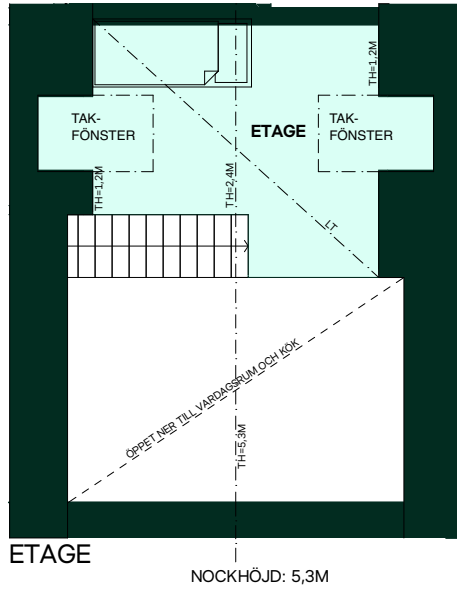 TH=1,2M
TAK-
FÖNSTER
ETAGE
TAK-
FÖNSTER
TH=1,2M
TH=2,4M
LT
ÖPPET NER TILL VARDAGSRUM OCH KÖK
TH=5,3M
ETAGE
NOCKHÖJD: 5,3M